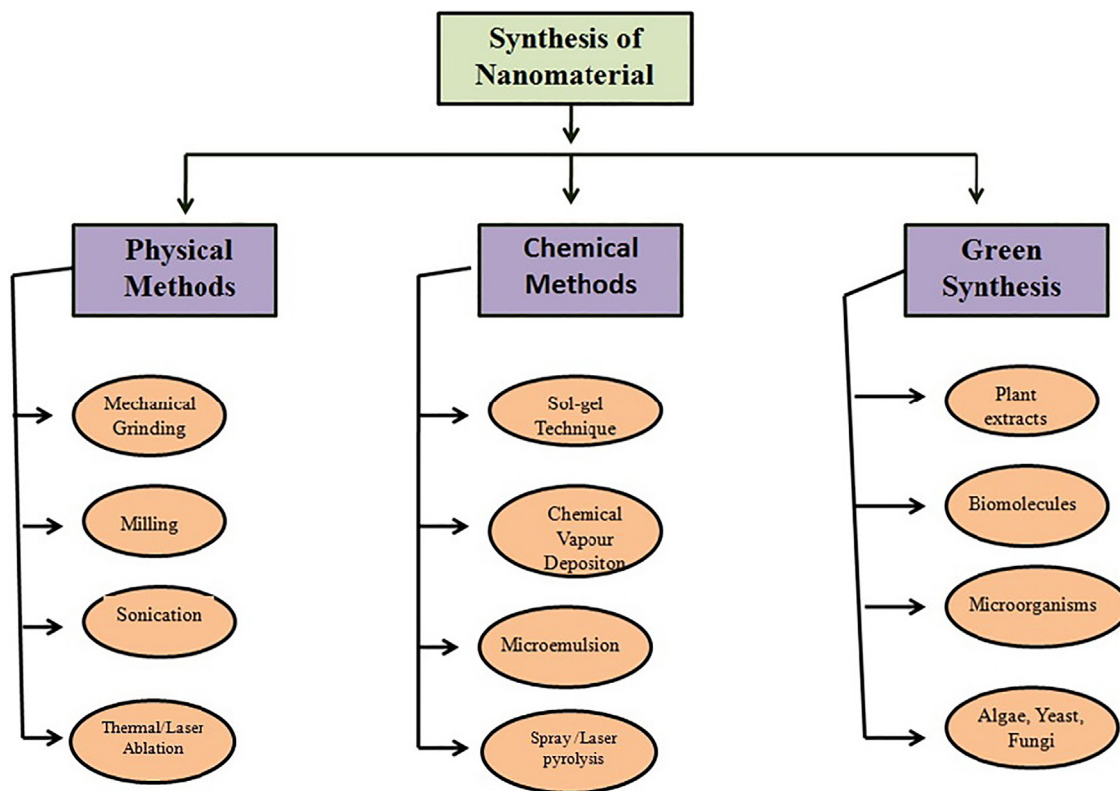 Synthesis of
Nanomaterial
Physical
Methods
Mechanical
Grinding
Milling
Sonication
Thermal/Laser
Ablation
Chemical
Methods
Sol-gel
Technique
Chemical
Vapour
Depositon
Microemulsion
Spray/Laser
pyrolysis
Green
Synthesis
Plant
extracts
Biomolecules
Microorganisms
Algae, Yeast,
Fungi